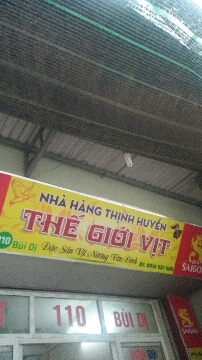 NHÀ HÀNG THỊNH HUYỀN
THẾ GIỚI VỊT
110 BÙI DỊ
Đặc Sản Vịt Nướng Vân Đình
SAIGON
110 BÙI DỊ